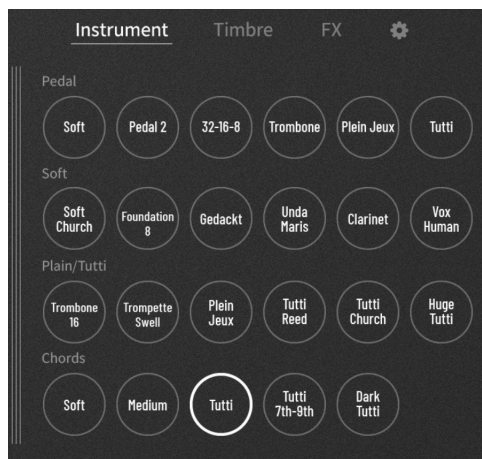 Instrument Timbre FX
Pedal
Soft Pedal 2 32-16-8 Trombone Plein Jeux Tutti
Soft
Soft Church Foundation 8 Gedackt Unda Maris Clarinet Vox Human
Plain/Tutti
Trombone 16 Trompette Swell Plein Jeux Tutti Reed Tutti Church Huge Tutti
Chords
Soft Medium Tutti Tutti 7th-9th Dark Tutti